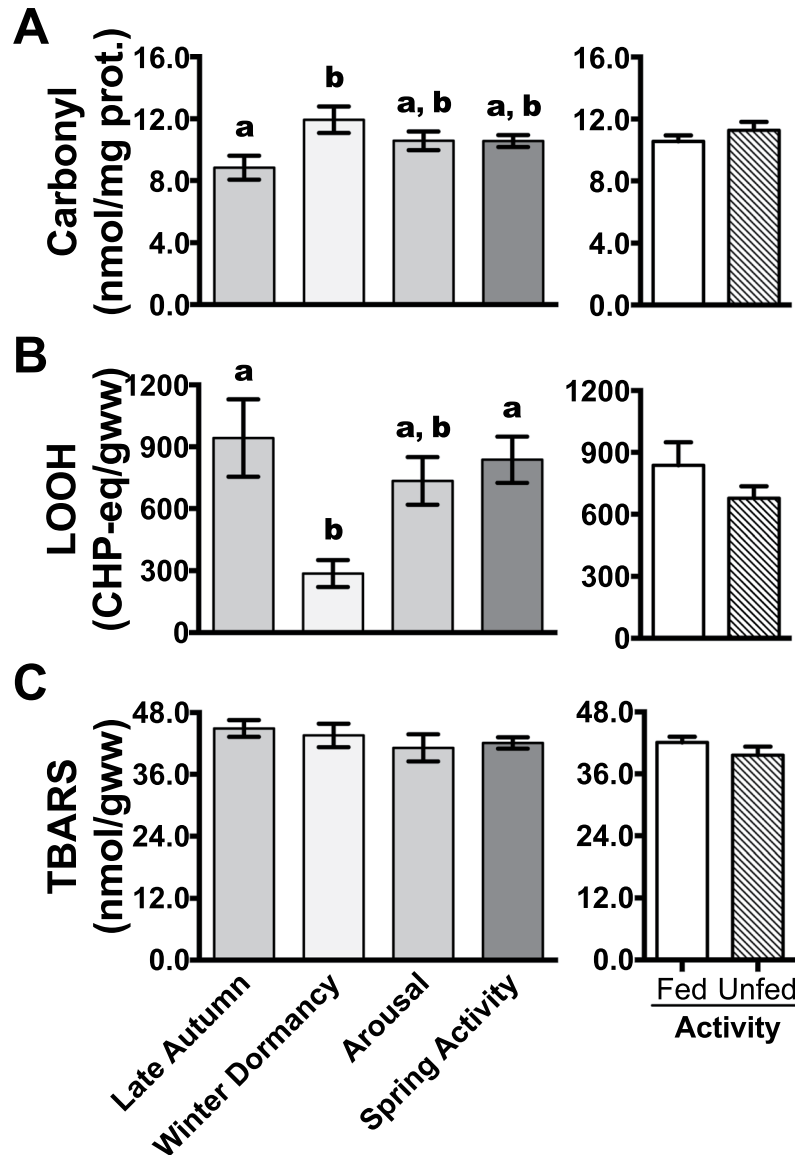 A
Carbonyl
(nmol/mg prot.)
16.0
12.0
8.0
4.0
0.0
a
b
a, b
a, b
16.0
12.0
8.0
4.0
0.0
B
LOOH
(CHP-eq/gww)
1200
900
600
300
0
a
b
a, b
a
1200
900
600
300
0
C
TBARS
(nmol/gww)
48.0
36.0
24.0
12.0
0.0
48.0
36.0
24.0
12.0
0.0
Late Autumn
Winter Dormancy
Arousal
Spring Activity
Fed Unfed
Activity